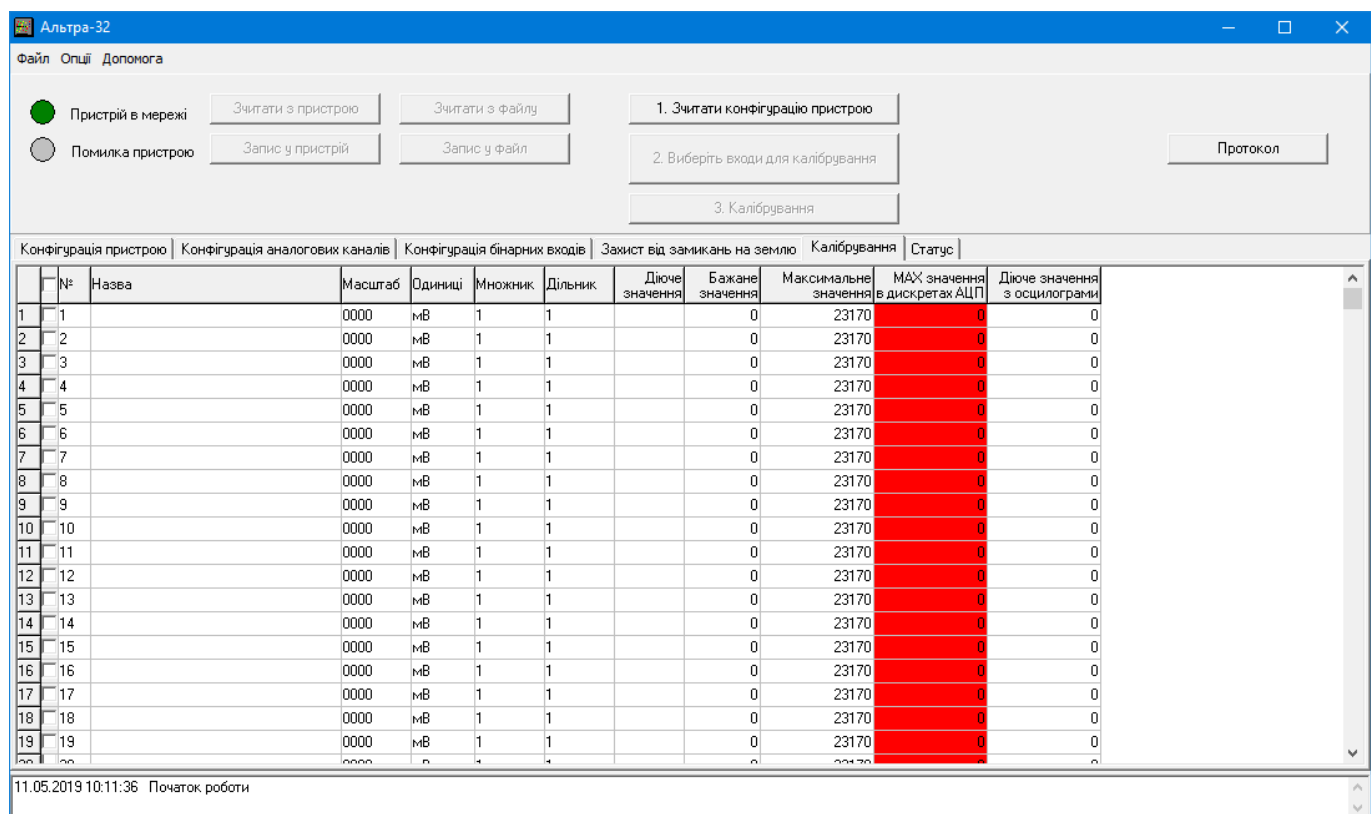 Альтра-32
Файл Опції Допомога
Пристрій в мережі Зчитати з пристрою Зчитати з файлу 1. Зчитати конфігурацію пристрою
Помилка пристрою Запис у пристрій Запис у файл 2. Виберіть входи для калібрування Протокол
3. Калібрування
Конфігурація пристрою Конфігурація аналогових каналів Конфігурація бінарних входів Захист від замикань на землю Калібрування Статус
№ Назва Масштаб Одиниці Множник Дільник Діюче значення Бажане значення Максимальне значення MAX значення в дискретах АЦП Діюче значення з осцилограми
1 1 0000 мВ 1 1 0 23170 0 0
2 2 0000 мВ 1 1 0 23170 0 0
3 3 0000 мВ 1 1 0 23170 0 0
4 4 0000 мВ 1 1 0 23170 0 0
5 5 0000 мВ 1 1 0 23170 0 0
6 6 0000 мВ 1 1 0 23170 0 0
7 7 0000 мВ 1 1 0 23170 0 0
8 8 0000 мВ 1 1 0 23170 0 0
9 9 0000 мВ 1 1 0 23170 0 0
10 10 0000 мВ 1 1 0 23170 0 0
11 11 0000 мВ 1 1 0 23170 0 0
12 12 0000 мВ 1 1 0 23170 0 0
13 13 0000 мВ 1 1 0 23170 0 0
14 14 0000 мВ 1 1 0 23170 0 0
15 15 0000 мВ 1 1 0 23170 0 0
16 16 0000 мВ 1 1 0 23170 0 0
17 17 0000 мВ 1 1 0 23170 0 0
18 18 0000 мВ 1 1 0 23170 0 0
19 19 0000 мВ 1 1 0 23170 0 0
11.05.2019 10:11:36 Початок роботи